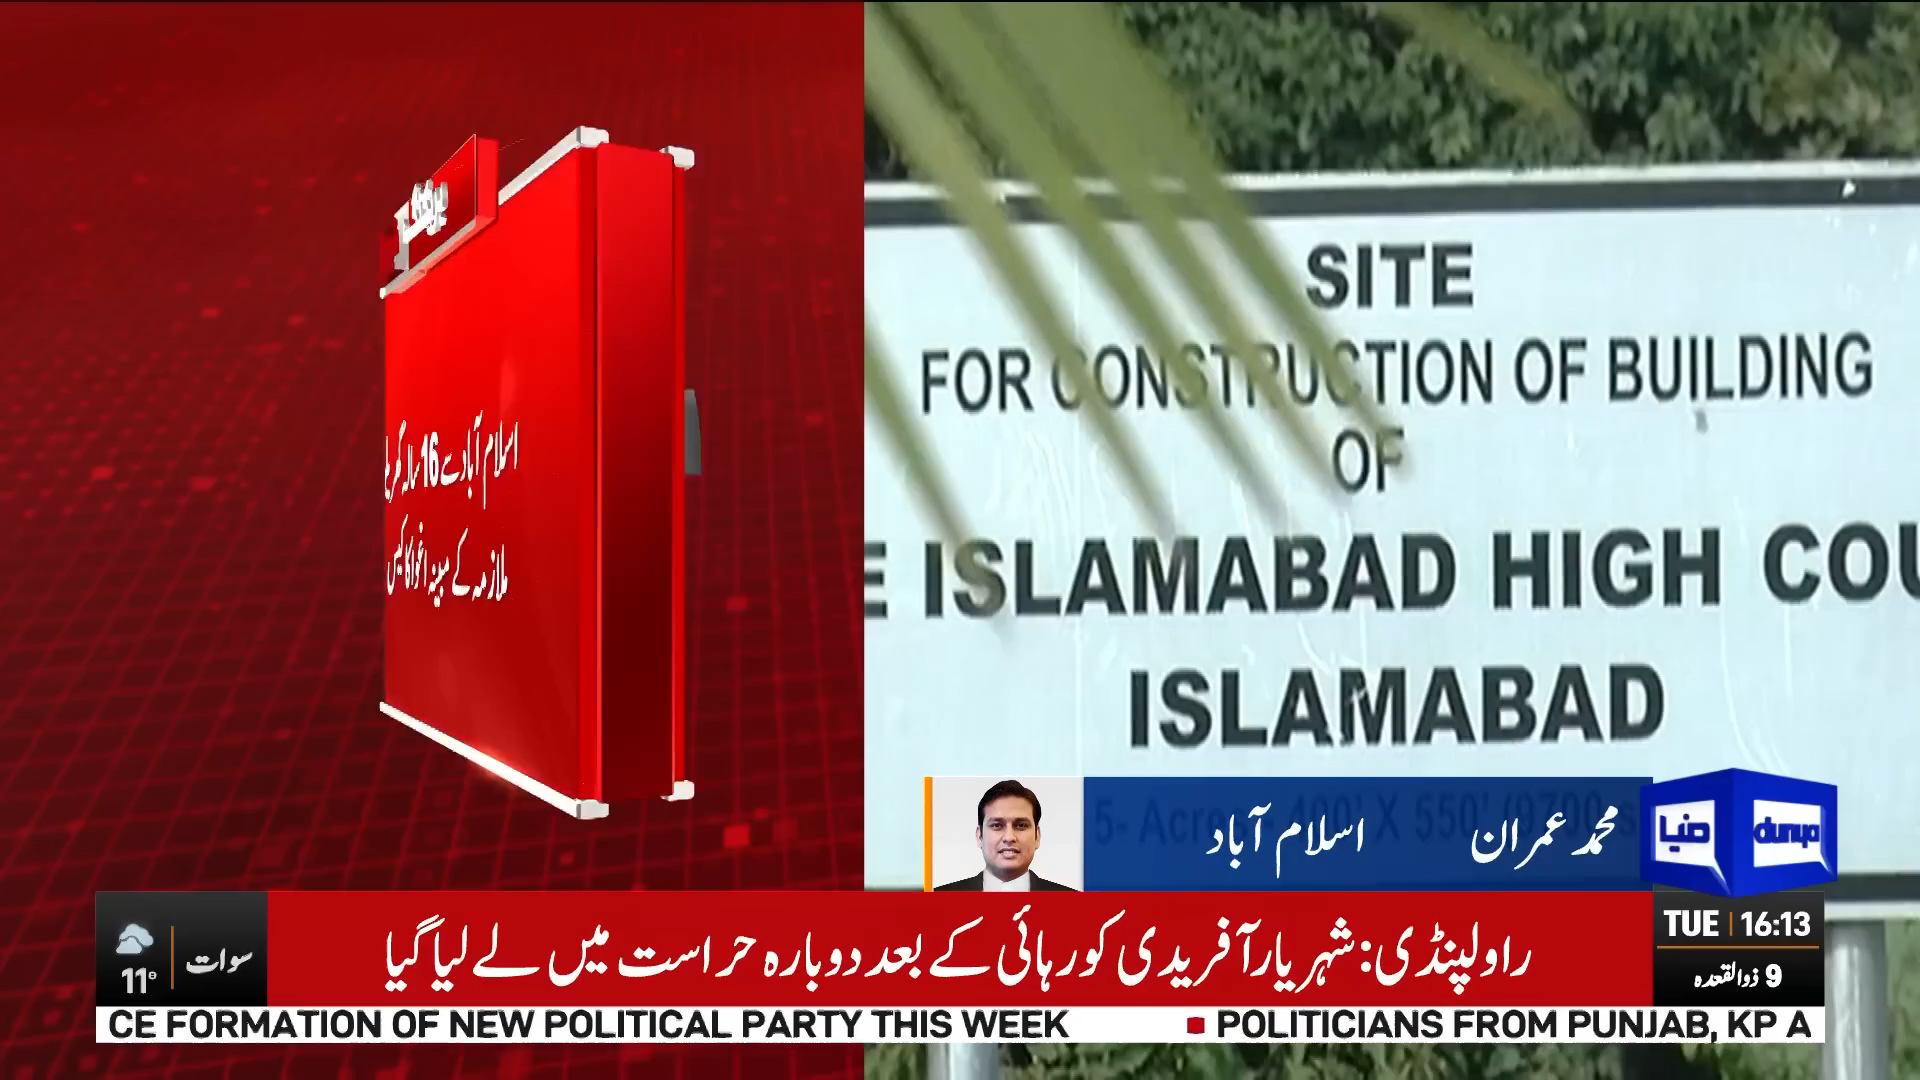 اسلام آباد سے 16 سالہ گھریلو
ملازمہ کے مبینہ اغوا کا کیس
SITE
FOR CONSTRUCTION OF BUILDING
OF
E ISLAMABAD HIGH COU
ISLAMABAD
محمد عمران اسلام آباد
دنیا dunya
راولپنڈی: شہریار آفریدی کو رہائی کے بعد دوبارہ حراست میں لے لیا گیا
سوات
11°
TUE 16:13
9 ذوالقعدہ
CE FORMATION OF NEW POLITICAL PARTY THIS WEEK POLITICIANS FROM PUNJAB, KP A